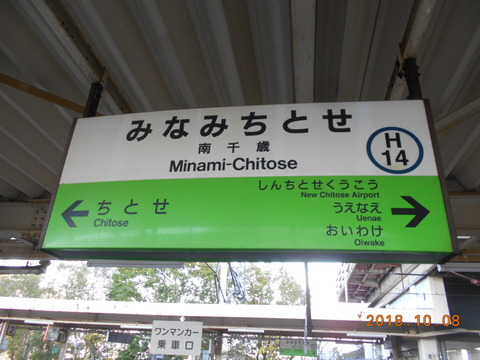 みなみちとせ
南千歳
Minami-Chitose
H
14
ちとせ
Chitose
しんちとせくうこう
New Chitose Airport
うえなえ
Uenae
おいわけ
Oiwake
ワンマンカー
乗車口
2018.10.08